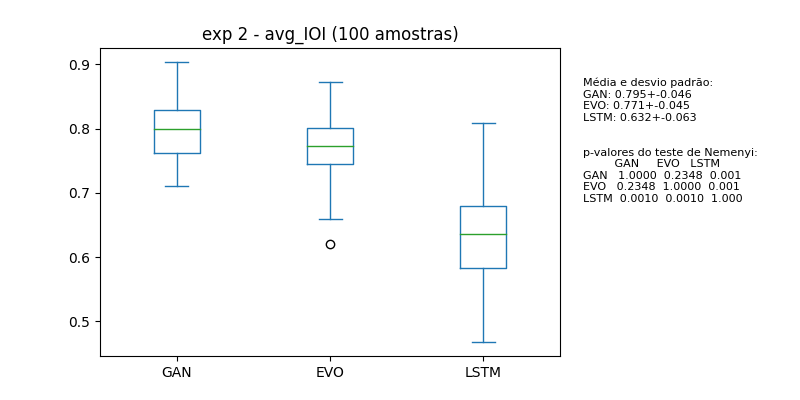 exp 2 - avg_IOI (100 amostras)
0.9
0.8
0.7
0.6
0.5
GAN EVO LSTM
Média e desvio padrão:
GAN: 0.795+-0.046
EVO: 0.771+-0.045
LSTM: 0.632+-0.063
p-valores do teste de Nemenyi:
GAN EVO LSTM
GAN 1.0000 0.2348 0.001
EVO 0.2348 1.0000 0.001
LSTM 0.0010 0.0010 1.000